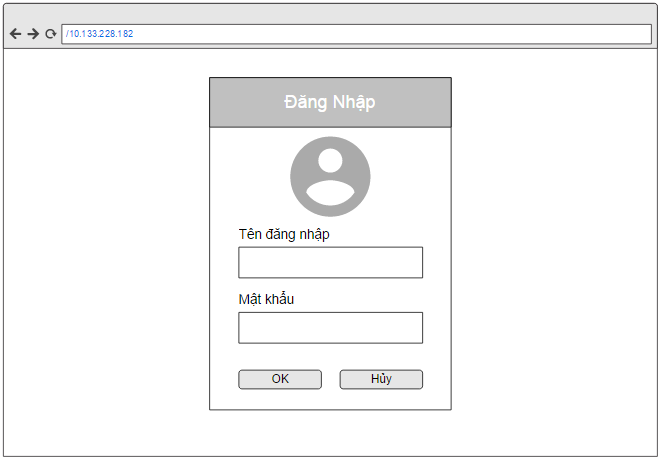 /10.133.228.182
Đăng Nhập
Tên đăng nhập
Mật khẩu
OK
Hủy